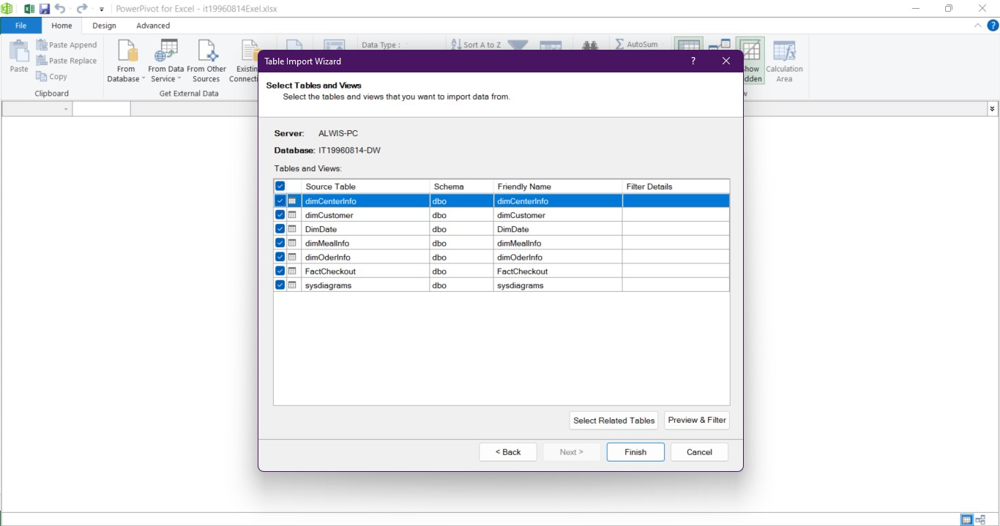 PowerPivot for Excel - it19960814Exel.xlsx
File Home Design Advanced
Paste
Paste Append
Paste Replace
Copy
Clipboard
From Database
From Data Service
From Other Sources
Get External Data
Data Type :
Sort A to Z
AutoSum
Calculation Area
Table Import Wizard
Select Tables and Views
Select the tables and views that you want to import data from.
Server: ALWIS-PC
Database: IT19960814-DW
Tables and Views:
Source Table Schema Friendly Name Filter Details
dimCenterInfo dbo dimCenterInfo
dimCustomer dbo dimCustomer
DimDate dbo DimDate
dimMealInfo dbo dimMealInfo
dimOderInfo dbo dimOderInfo
FactCheckout dbo FactCheckout
sysdiagrams dbo sysdiagrams
Select Related Tables Preview & Filter
< Back Next > Finish Cancel